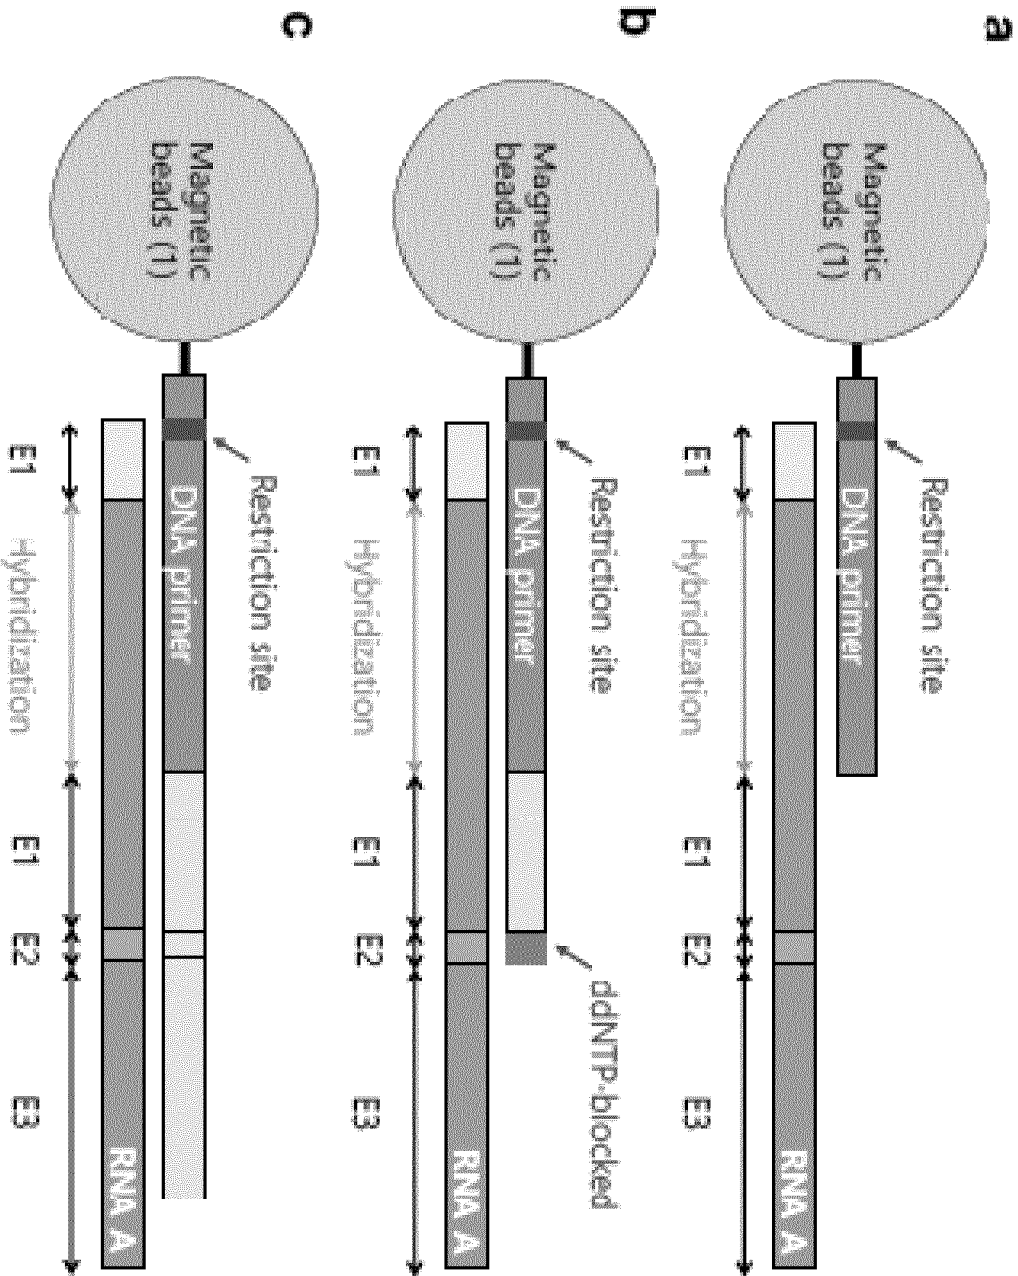 a
Magnetic
beads (1)
Restriction site
DNA primer
RNA A
E1
Hybridization
E1
E2
E3
b
Magnetic
beads (1)
Restriction site
ddNTP-blocked
DNA primer
RNA A
E1
Hybridization
E1
E2
E3
c
Magnetic
beads (1)
Restriction site
DNA primer
RNA A
E1
Hybridization
E1
E2
E3